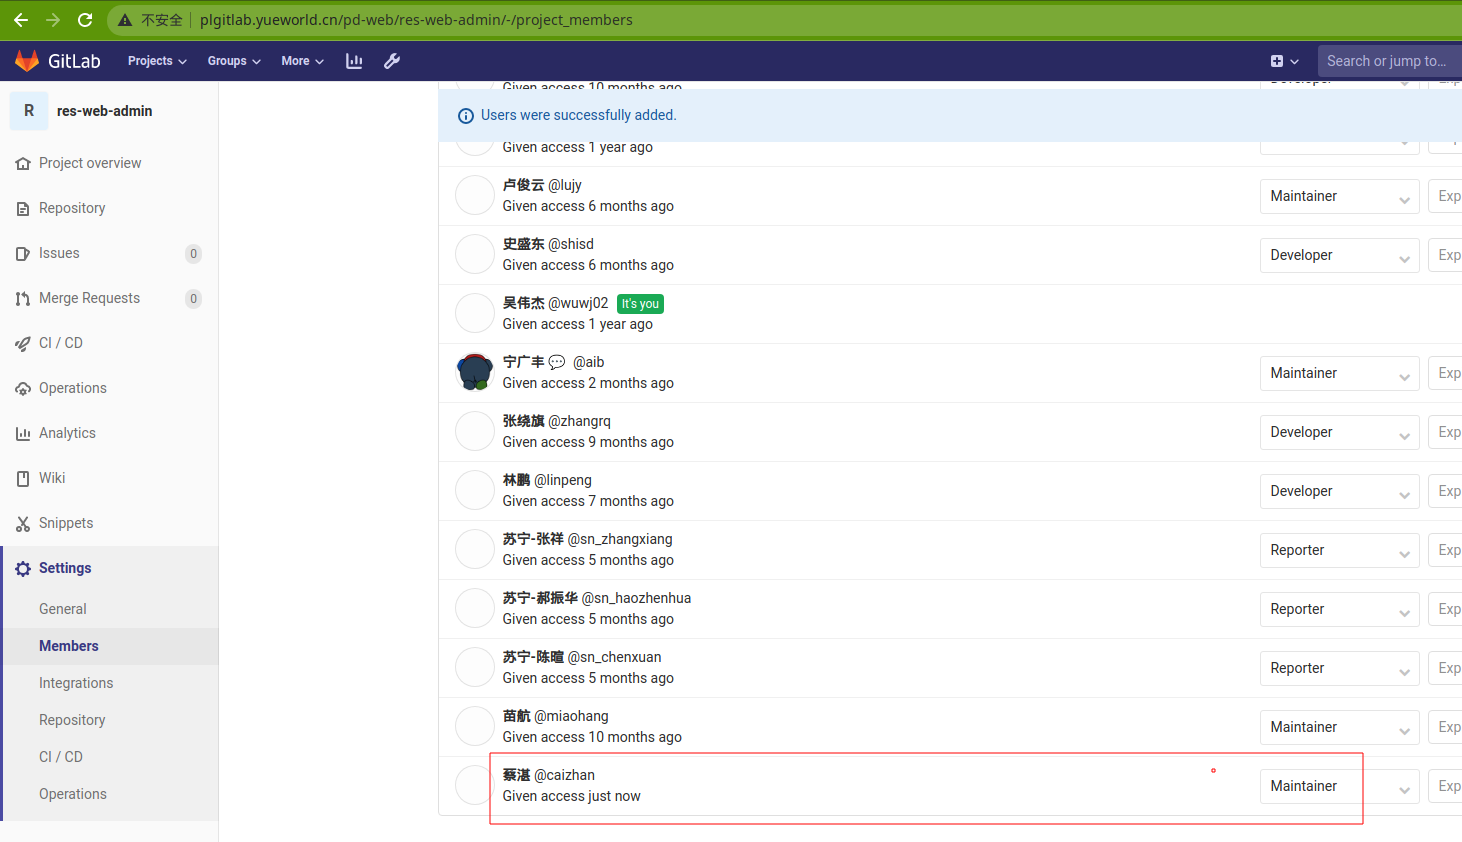 不安全 plgitlab.yueworld.cn/pd-web/res-web-admin/-/project_members
GitLab Projects Groups More Search or jump to...
R res-web-admin
Project overview
Repository
Issues 0
Merge Requests 0
CI / CD
Operations
Analytics
Wiki
Snippets
Settings
General
Members
Integrations
Repository
CI / CD
Operations
Given access 10 months ago
Developer
Exp
Users were successfully added.
Given access 1 year ago
卢俊云 @lujy
Given access 6 months ago
Maintainer
Exp
史盛东 @shisd
Given access 6 months ago
Developer
Exp
吴伟杰 @wuwj02 It's you
Given access 1 year ago
宁广丰💬 @aib
Given access 2 months ago
Maintainer
Exp
张绕旗 @zhangrq
Given access 9 months ago
Developer
Exp
林鹏 @linpeng
Given access 7 months ago
Developer
Exp
苏宁-张祥 @sn_zhangxiang
Given access 5 months ago
Reporter
Exp
苏宁-郝振华 @sn_haozhenhua
Given access 5 months ago
Reporter
Exp
苏宁-陈暄 @sn_chenxuan
Given access 5 months ago
Reporter
Exp
苗航 @miaohang
Given access 10 months ago
Maintainer
Exp
蔡湛 @caizhan
Given access just now
Maintainer
Exp